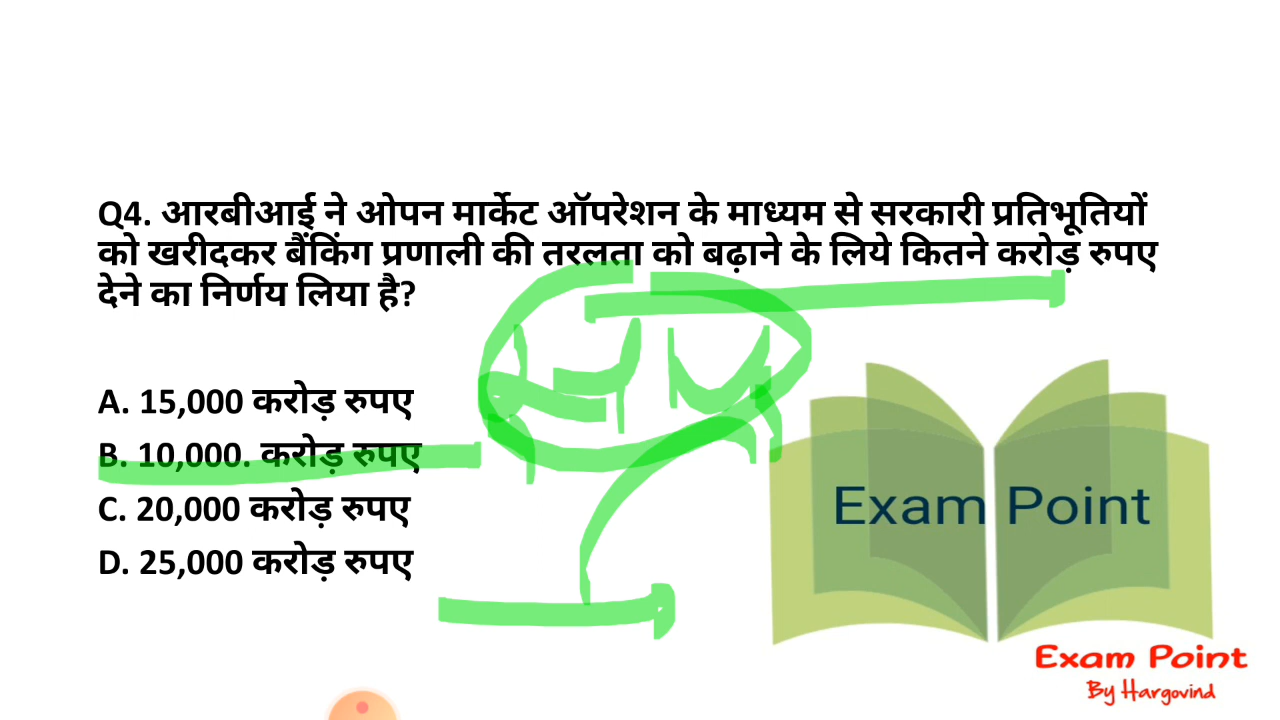 Q4. आरबीआई ने ओपन मार्केट ऑपरेशन के माध्यम से सरकारी प्रतिभूतियों
को खरीदकर बैंकिंग प्रणाली की तरलता को बढ़ाने के लिये कितने करोड़ रुपए
देने का निर्णय लिया है?
A. 15,000 करोड़ रुपए
B. 10,000. करोड़ रुपए
C. 20,000 करोड़ रुपए
D. 25,000 करोड़ रुपए
Exam Point
Exam Point
By Hargovind